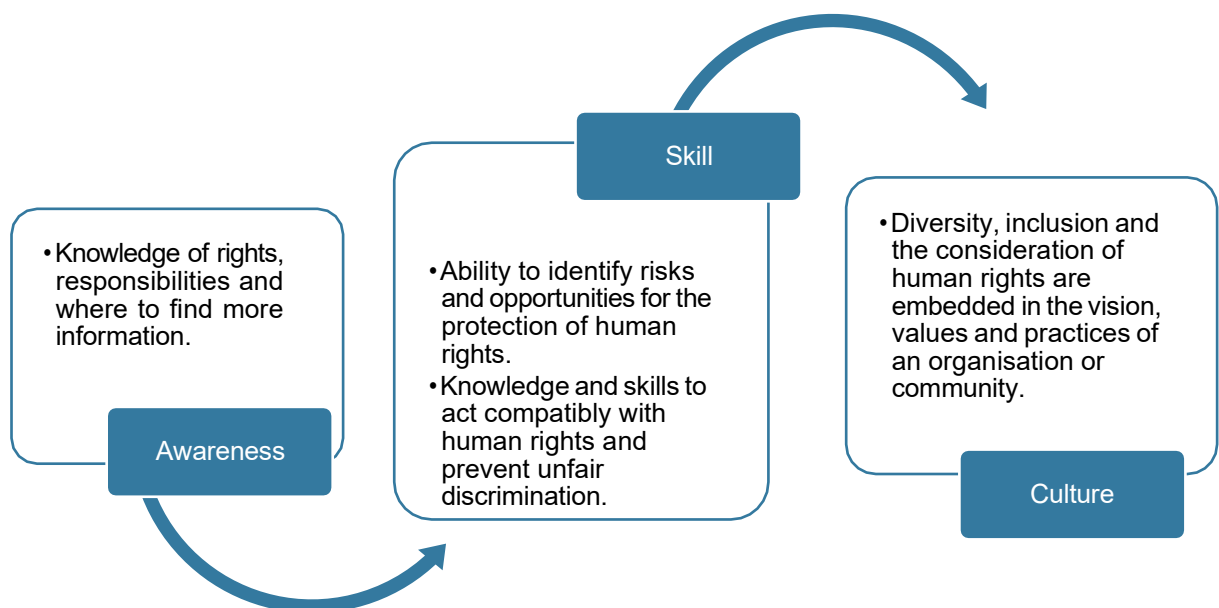 •Knowledge of rights,
responsibilities and
where to find more
information.
Awareness
Skill
•Ability to identify risks
and opportunities for the
protection of human
rights.
•Knowledge and skills to
act compatibly with
human rights and
prevent unfair
discrimination.
•Diversity, inclusion and
the consideration of
human rights are
embedded in the vision,
values and practices of
an organisation or
community.
Culture